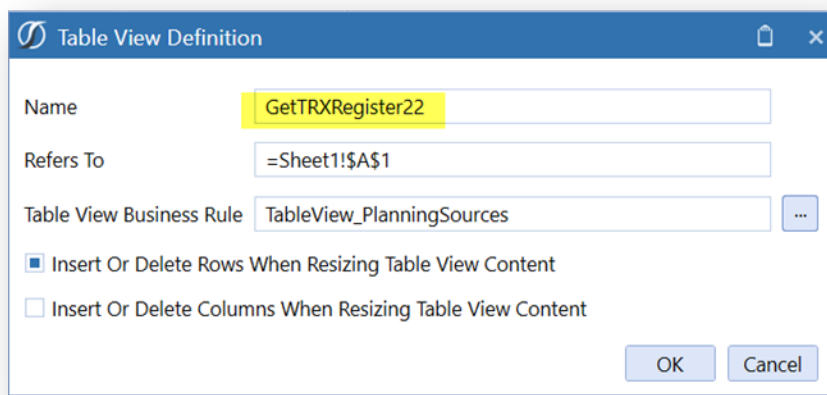 Table View Definition
Name GetTRXRegister22
Refers To =Sheet1!$A$1
Table View Business Rule TableView_PlanningSources ...
Insert Or Delete Rows When Resizing Table View Content
Insert Or Delete Columns When Resizing Table View Content
OK Cancel